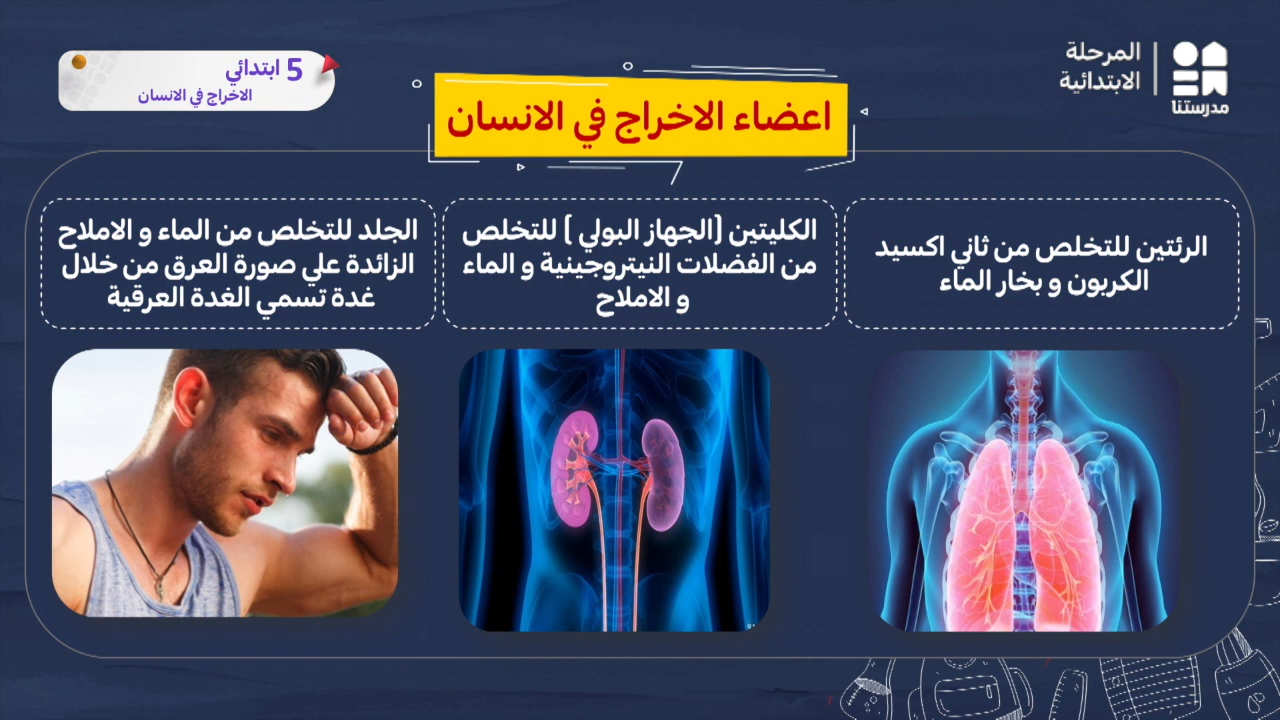 المرحلة
الابتدائية
مدرستنا
5 ابتدائي
الاخراج في الانسان
اعضاء الاخراج في الانسان
الرئتين للتخلص من ثاني اكسيد
الكربون و بخار الماء
الكليتين (الجهاز البولي ) للتخلص
من الفضلات النيتروجينية و الماء
و الاملاح
الجلد للتخلص من الماء و الاملاح
الزائدة علي صورة العرق من خلال
غدة تسمي الغدة العرقية